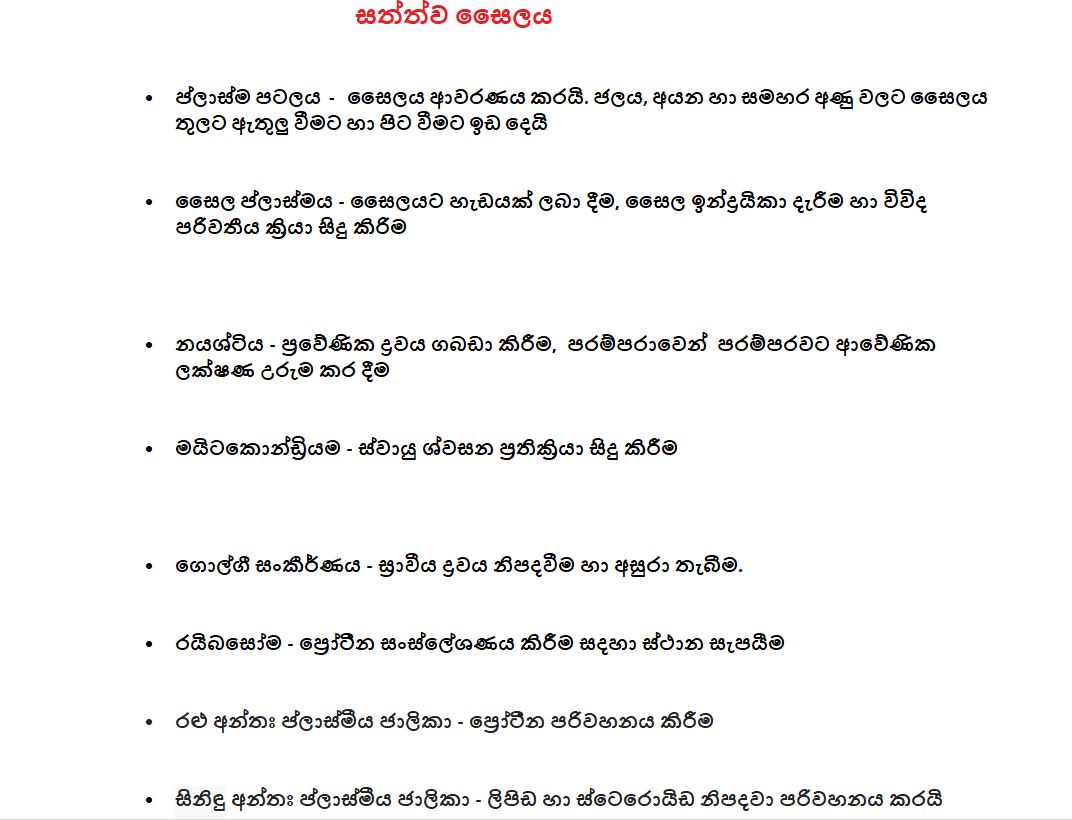 සත්ත්ව සෛලය
• ප්ලාස්ම පටලය - සෛලය ආවරණය කරයි. ජලය, අයන හා සමහර අණු වලට සෛලය
තුලට ඇතුලු වීමට හා පිට වීමට ඉඩ දෙයි
• සෛල ප්ලාස්මය - සෛලයට හැඩයක් ලබා දීම, සෛල ඉන්ද්‍රයිකා දැරීම හා විවිද
පරිවතීය ක්‍රියා සිදු කිරිම
• නයශ්ටිය - ප්‍රවේණික ද්‍රවය ගබඩා කිරීම, පරම්පරාවෙන් පරම්පරවට ආවේණික
ලක්ෂණ උරුම කර දීම
• මයිටකොන්ඩ්‍රියම - ස්වායු ශ්වසන ප්‍රතික්‍රියා සිදු කිරීම
• ගොල්ගී සංකීර්ණය - ස්‍රාවීය ද්‍රවය නිපදවීම හා අසුරා තැබීම.
• රයිබසෝම - ප්‍රෝටීන සංස්ලේශණය කිරීම සදහා ස්ථාන සැපයීම
• රළු අන්තඃ ප්ලාස්මීය ජාලිකා - ප්‍රෝටීන පරිවහනය කිරීම
• සිනිඳු අන්තඃ ප්ලාස්මීය ජාලිකා - ලිපිඩ හා ස්ටෙරොයිඩ නිපදවා පරිවහනය කරයි